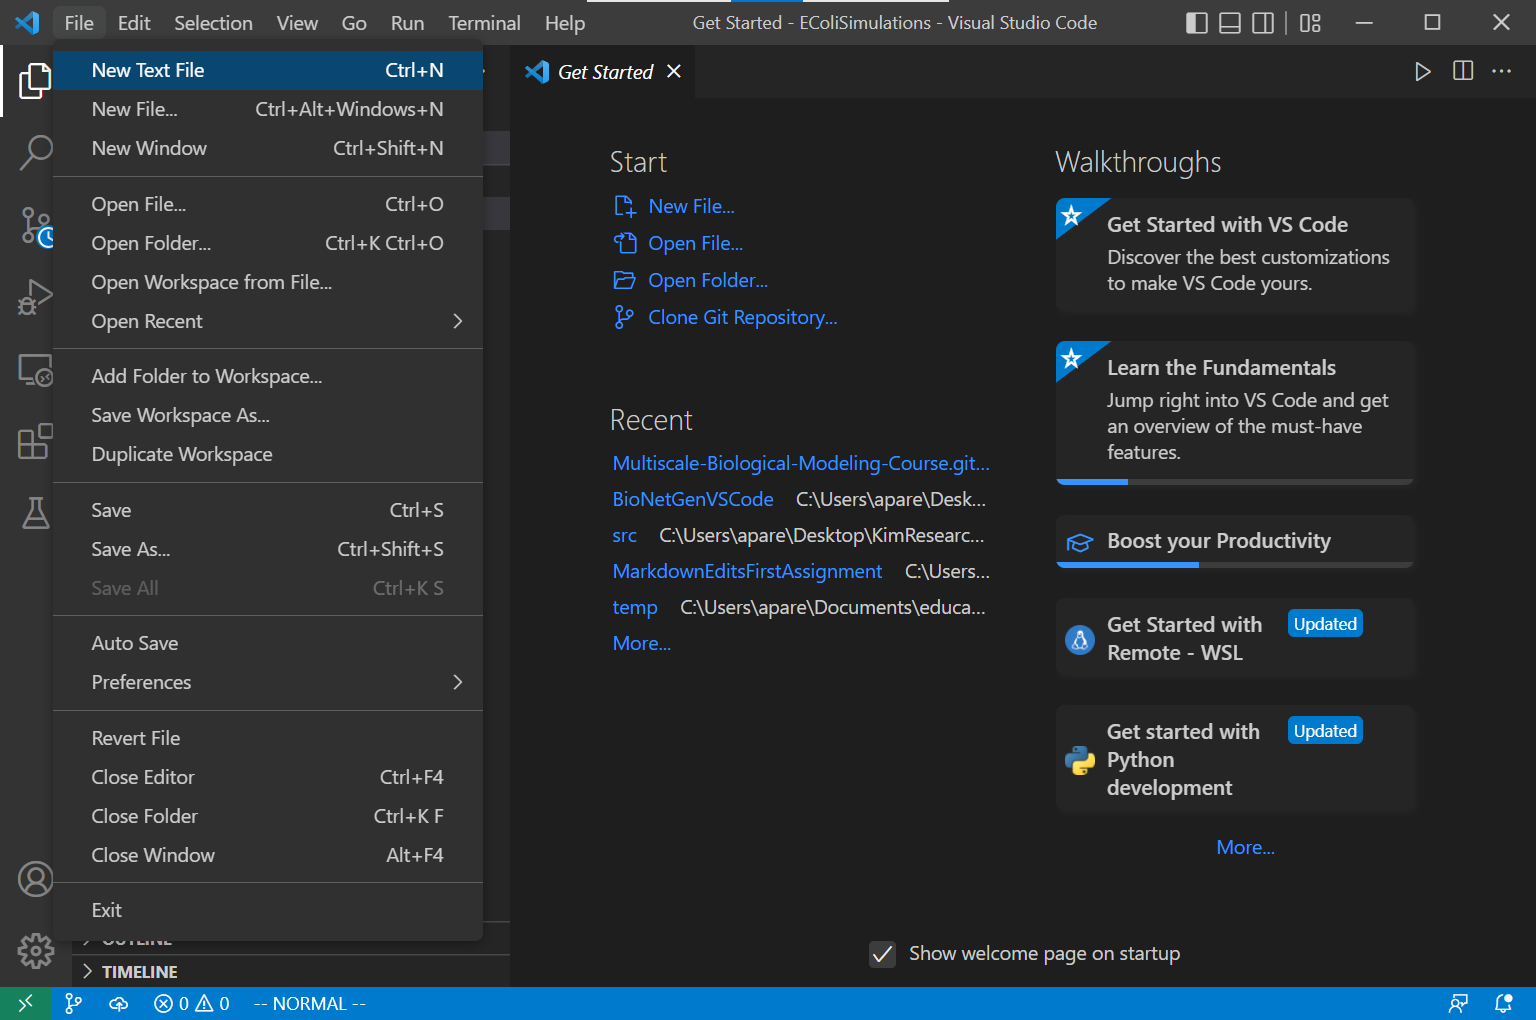 File Edit Selection View Go Run Terminal Help Get Started - EColiSimulations - Visual Studio Code
New Text File Ctrl+N
New File... Ctrl+Alt+Windows+N
New Window Ctrl+Shift+N
Open File... Ctrl+O
Open Folder... Ctrl+K Ctrl+O
Open Workspace from File...
Open Recent
Add Folder to Workspace...
Save Workspace As...
Duplicate Workspace
Save Ctrl+S
Save As... Ctrl+Shift+S
Save All Ctrl+K S
Auto Save
Preferences
Revert File
Close Editor Ctrl+F4
Close Folder Ctrl+K F
Close Window Alt+F4
Exit
OUTLINE
TIMELINE
Get Started
Start
New File...
Open File...
Open Folder...
Clone Git Repository...
Recent
Multiscale-Biological-Modeling-Course.git...
BioNetGenVSCode C:\Users\apare\Desk...
src C:\Users\apare\Desktop\KimResearc...
MarkdownEditsFirstAssignment C:\Users...
temp C:\Users\apare\Documents\educa...
More...
Walkthroughs
Get Started with VS Code
Discover the best customizations
to make VS Code yours.
Learn the Fundamentals
Jump right into VS Code and get
an overview of the must-have
features.
Boost your Productivity
Get Started with Updated
Remote - WSL
Get started with Updated
Python
development
More...
Show welcome page on startup
0 0 -- NORMAL --